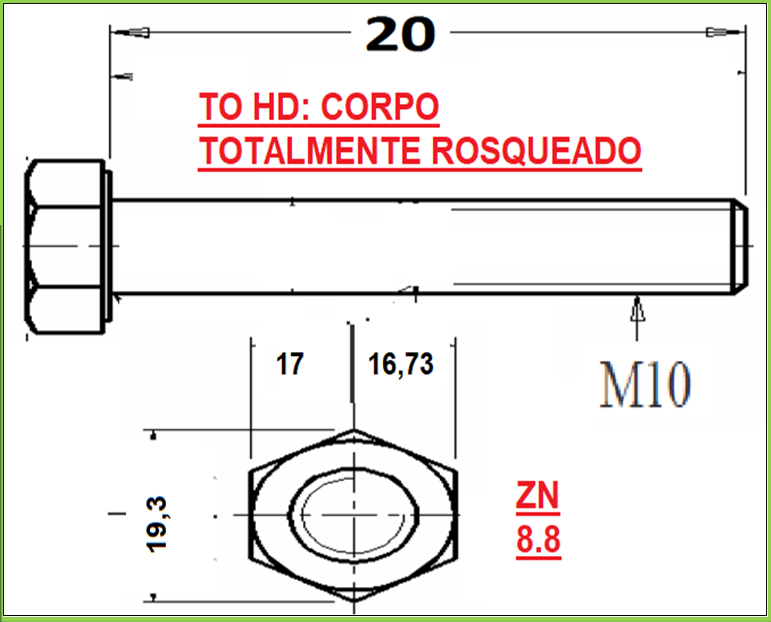 20
TO HD: CORPO
TOTALMENTE ROSQUEADO
M10
17
16,73
19,3
ZN
8.8